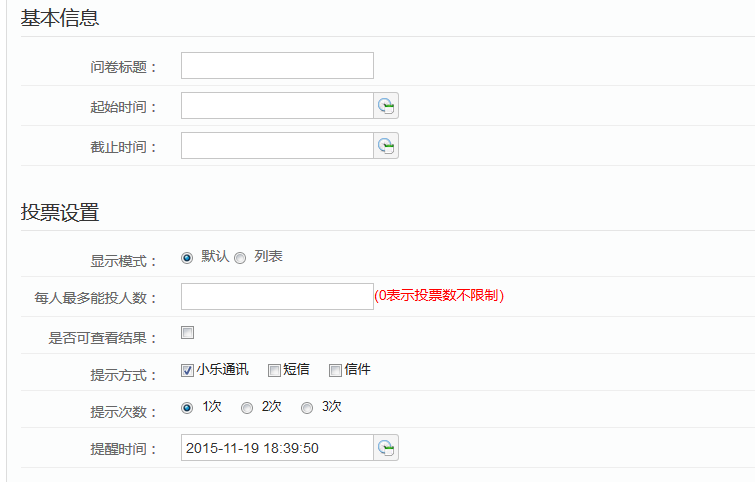 基本信息
问卷标题：
起始时间：
截止时间：
投票设置
显示模式： 默认 列表
每人最多能投人数： (0表示投票数不限制)
是否可查看结果：
提示方式： 小乐通讯 短信 信件
提示次数： 1次 2次 3次
提醒时间： 2015-11-19 18:39:50